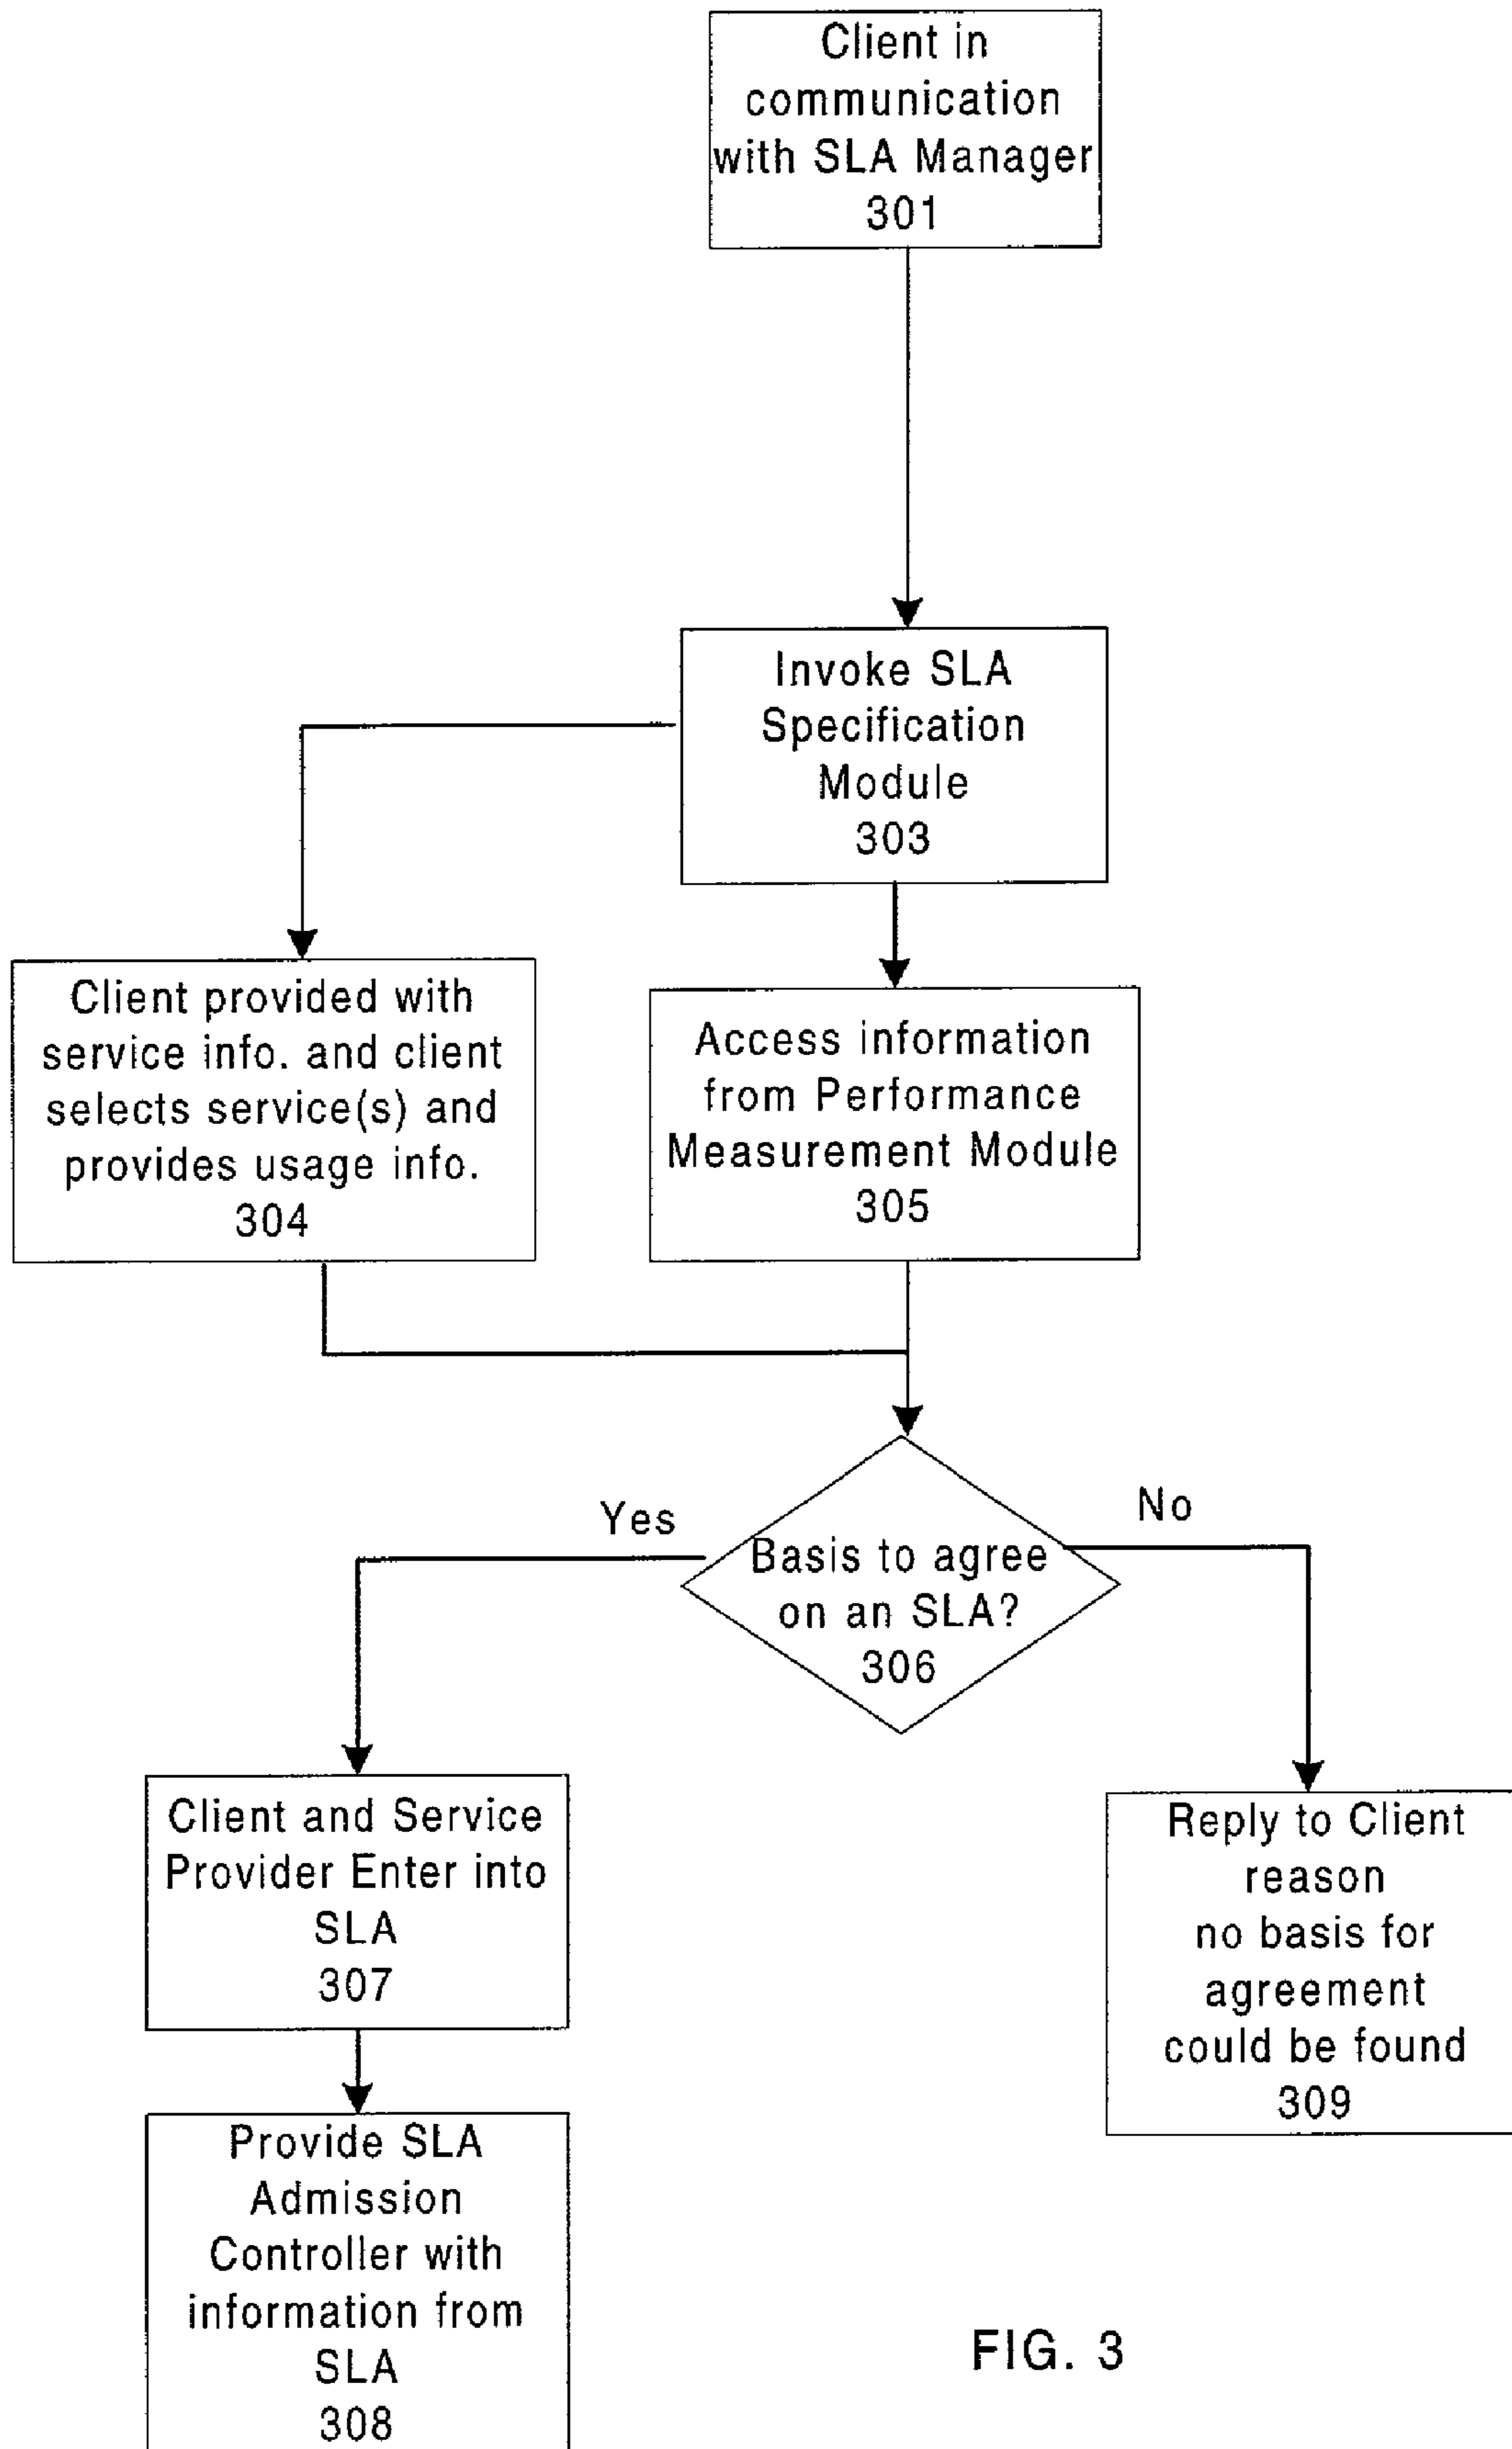 Client in
communication
with SLA Manager
301
Invoke SLA
Specification
Module
303
Client provided with
service info. and client
selects service(s) and
provides usage info.
304
Access information
from Performance
Measurement Module
305
Yes
No
Basis to agree
on an SLA?
306
Client and Service
Provider Enter into
SLA
307
Reply to Client
reason
no basis for
agreement
could be found
309
Provide SLA
Admission
Controller with
information from
SLA
308
FIG. 3